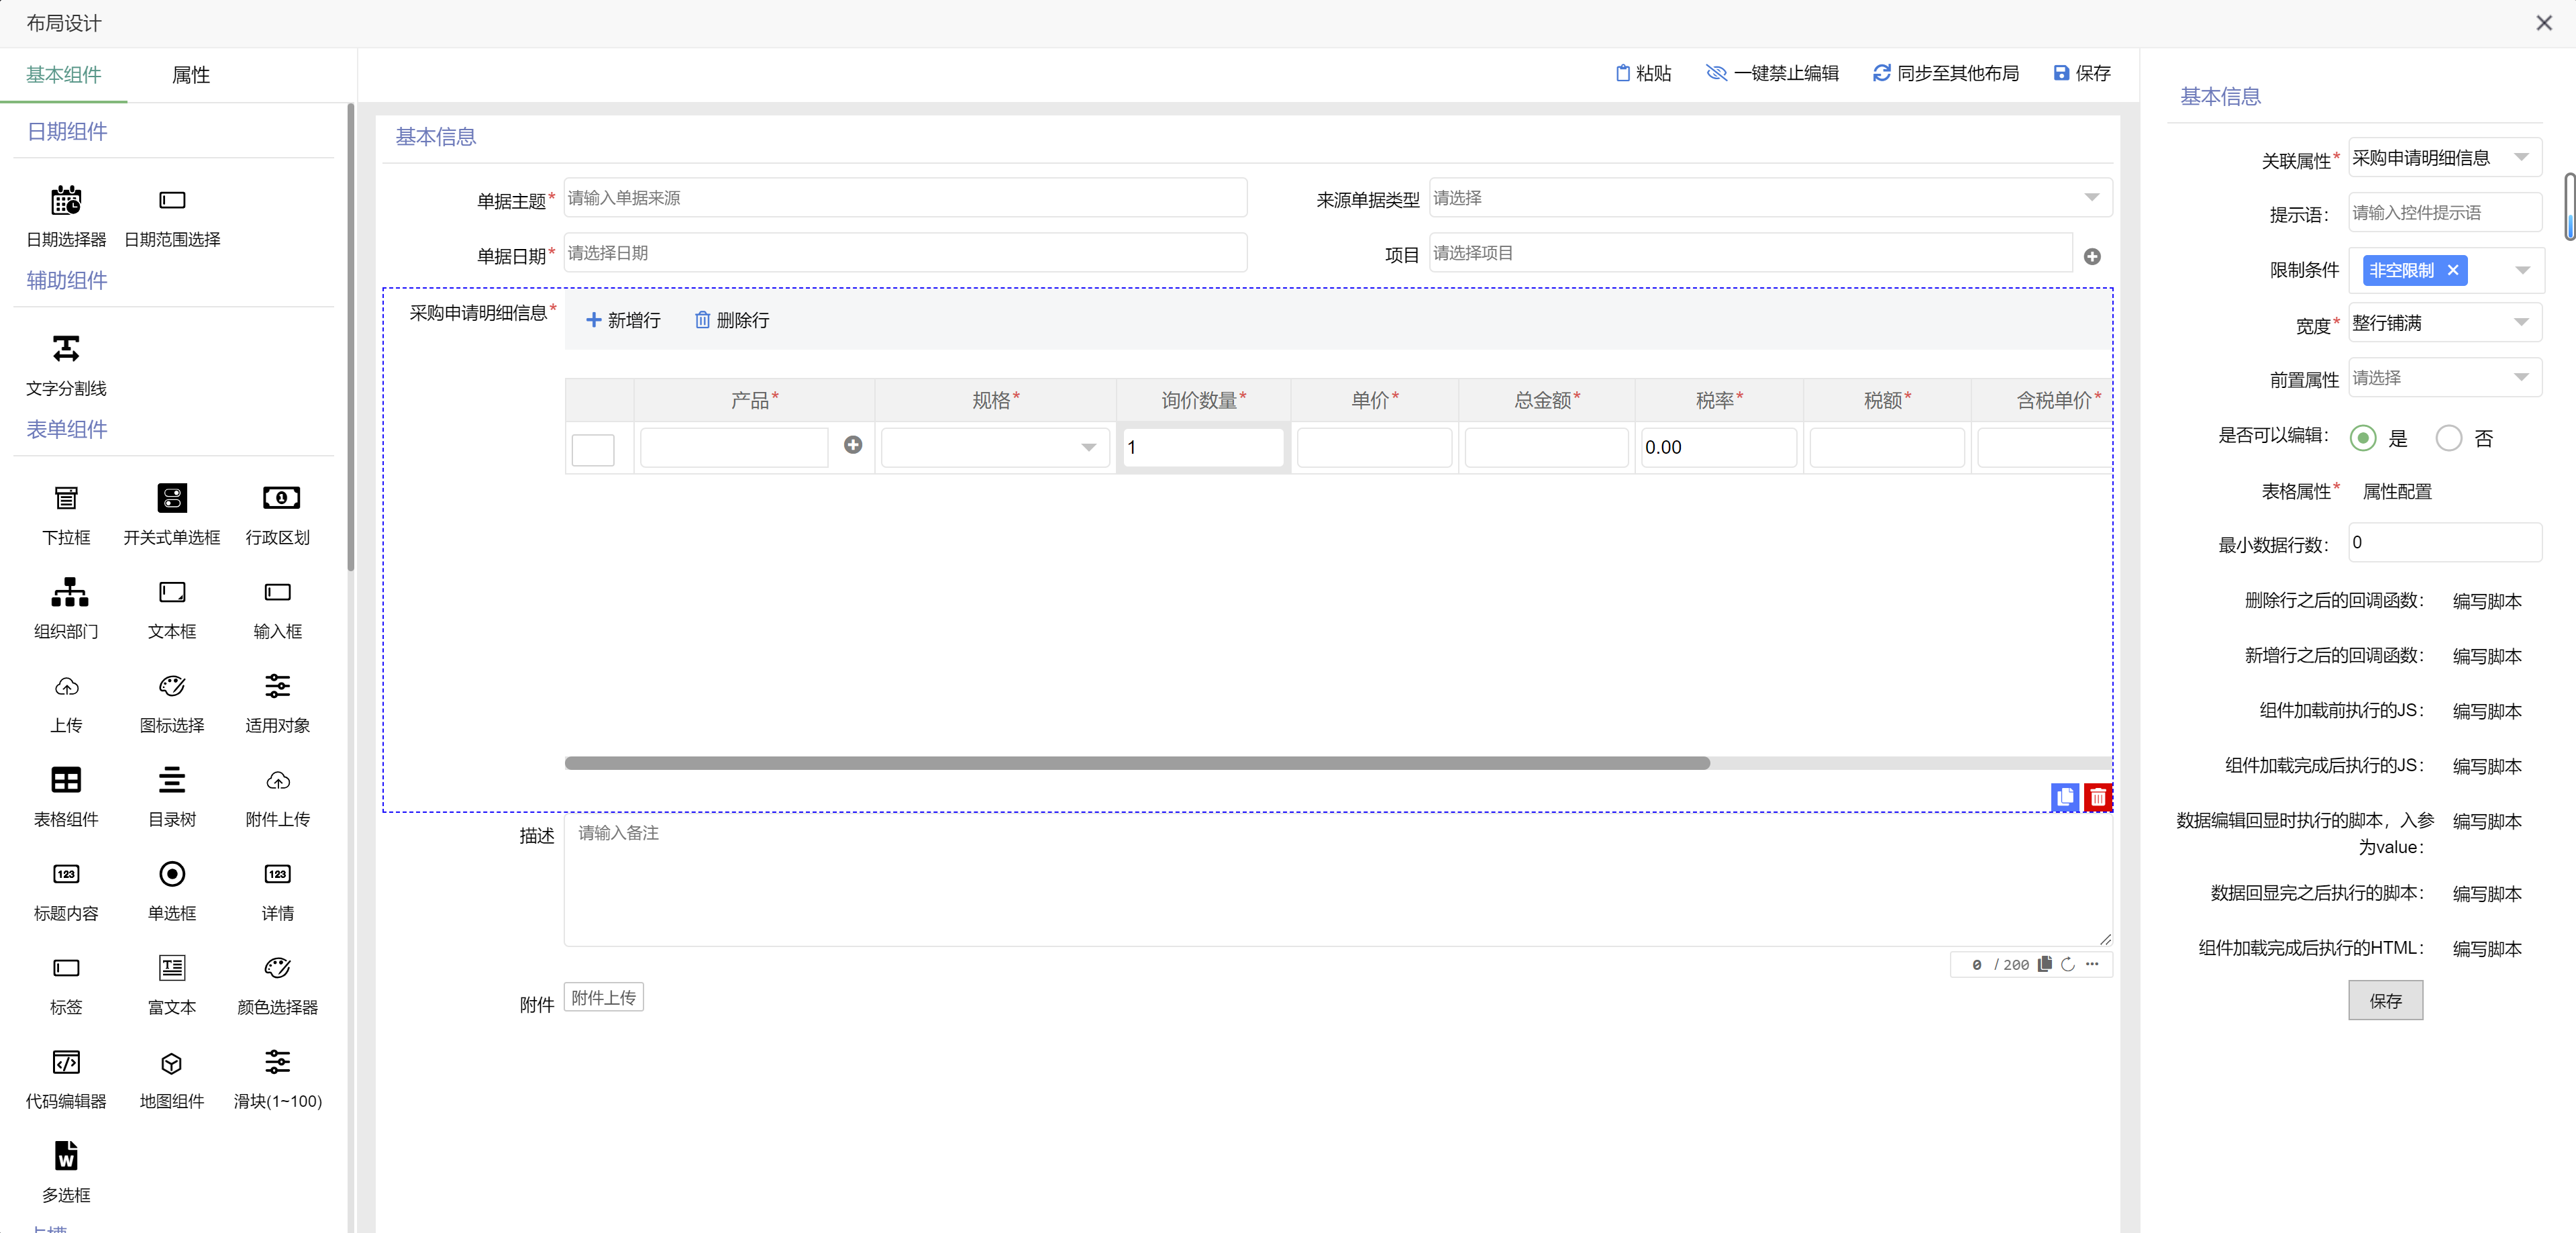 布局设计
基本组件 属性
粘贴 一键禁止编辑 同步至其他布局 保存
日期组件
日期选择器 日期范围选择
辅助组件
文字分割线
表单组件
下拉框 开关式单选框 行政区划
组织部门 文本框 输入框
上传 图标选择 适用对象
表格组件 目录树 附件上传
标题内容 单选框 详情
标签 富文本 颜色选择器
代码编辑器 地图组件 滑块(1~100)
多选框
基本信息
单据主题* 请输入单据来源 来源单据类型 请选择
单据日期* 请选择日期 项目 请选择项目
采购申请明细信息* 新增行 删除行
产品* 规格* 询价数量* 单价* 总金额* 税率* 税额* 含税单价*
1 0.00
描述 请输入备注
0 / 200
附件 附件上传
基本信息
关联属性* 采购申请明细信息
提示语： 请输入控件提示语
限制条件 非空限制
宽度* 整行铺满
前置属性 请选择
是否可以编辑： 是 否
表格属性* 属性配置
最小数据行数： 0
删除行之后的回调函数： 编写脚本
新增行之后的回调函数： 编写脚本
组件加载前执行的JS： 编写脚本
组件加载完成后执行的JS： 编写脚本
数据编辑回显时执行的脚本，入参 编写脚本
为value：
数据回显完之后执行的脚本： 编写脚本
组件加载完成后执行的HTML： 编写脚本
保存